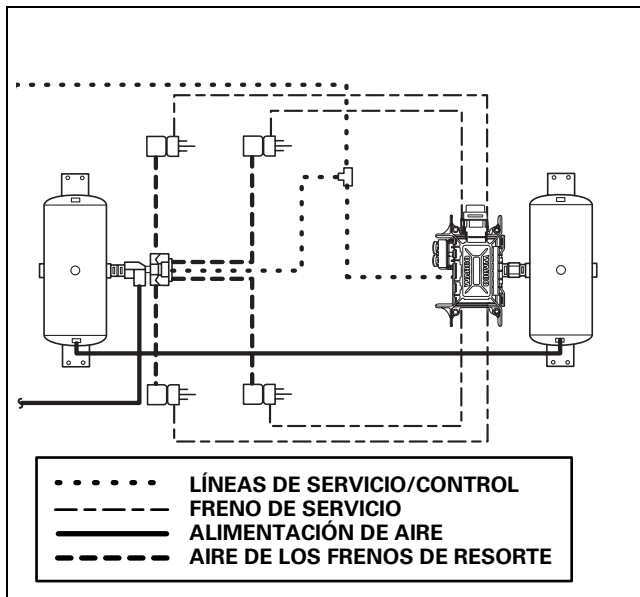 LÍNEAS DE SERVICIO/CONTROL
FRENO DE SERVICIO
ALIMENTACIÓN DE AIRE
AIRE DE LOS FRENOS DE RESORTE